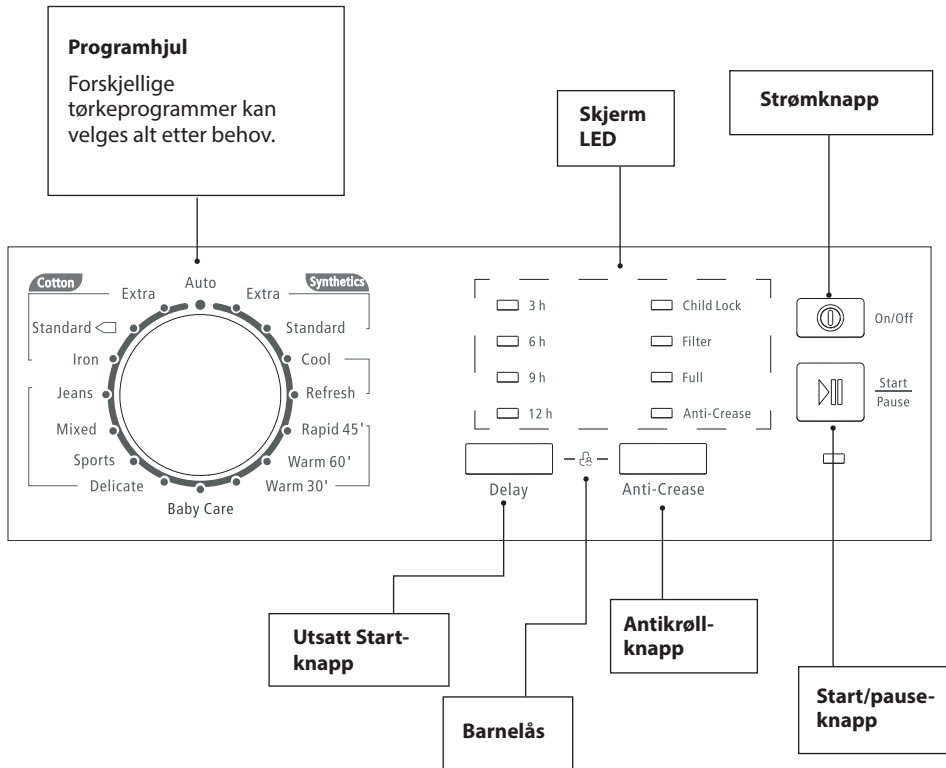 Programhjul
Forskjellige
tørkeprogrammer kan
velges alt etter behov.
Skjerm
LED
Strømknapp
Cotton
Synthetics
Auto
Extra
Extra
Standard
Standard
Iron
Cool
Jeans
Refresh
Mixed
Rapid 45'
Sports
Warm 60'
Delicate
Warm 30'
Baby Care
3 h
Child Lock
6 h
Filter
9 h
Full
12 h
Anti-Crease
Delay
Anti-Crease
On/Off
Start
Pause
Utsatt Start-
knapp
Antikrøll-
knapp
Barnelås
Start/pause-
knapp